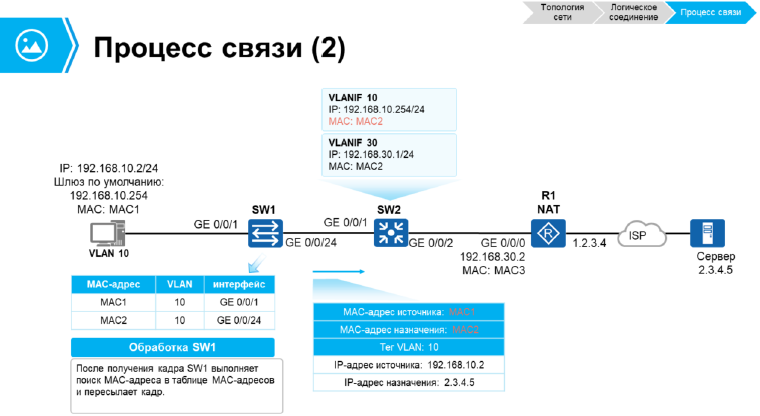 Топология
сети
Логическое
соединение
Процесс связи
Процесс связи (2)
VLANIF 10
IP: 192.168.10.254/24
MAC: MAC2
VLANIF 30
IP: 192.168.30.1/24
MAC: MAC2
IP: 192.168.10.2/24
Шлюз по умолчанию:
192.168.10.254
MAC: MAC1
VLAN 10
GE 0/0/1
SW1
GE 0/0/24
GE 0/0/1
SW2
GE 0/0/2
R1
NAT
GE 0/0/0
192.168.30.2
MAC: MAC3
R
1.2.3.4
ISP
Сервер
2.3.4.5
MAC-адрес VLAN интерфейс
MAC1 10 GE 0/0/1
MAC2 10 GE 0/0/24
Обработка SW1
После получения кадра SW1 выполняет
поиск MAC-адреса в таблице MAC-адресов
и пересылает кадр.
MAC-адрес источника: MAC1
MAC-адрес назначения: MAC2
Тег VLAN: 10
IP-адрес источника: 192.168.10.2
IP-адрес назначения: 2.3.4.5